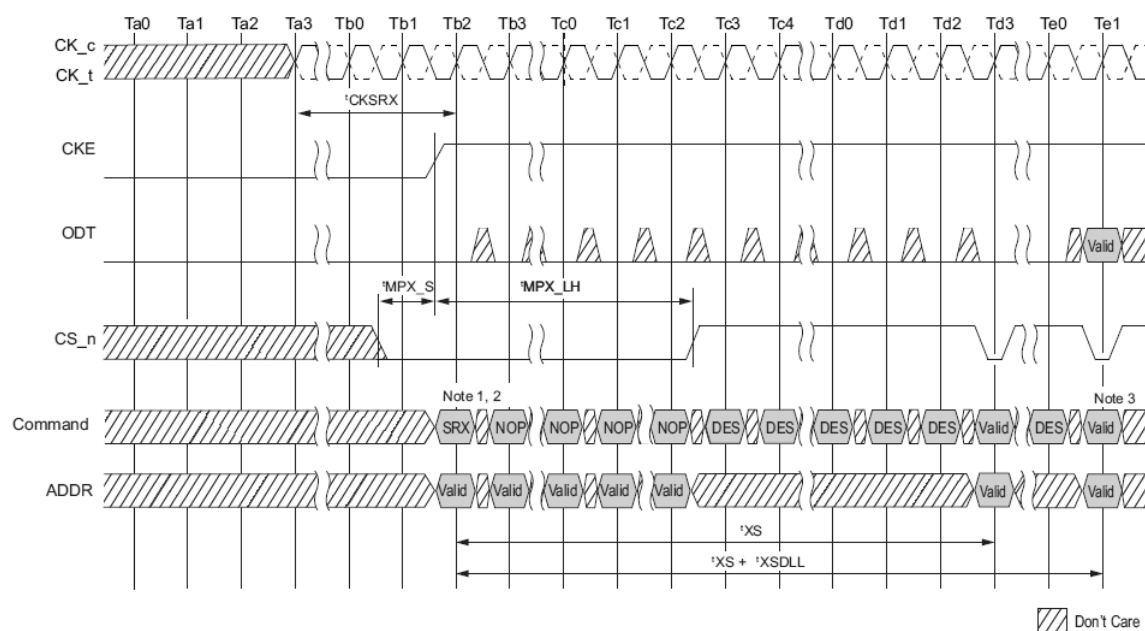 Ta0 Ta1 Ta2 Ta3 Tb0 Tb1 Tb2 Tb3 Tc0 Tc1 Tc2 Tc3 Tc4 Td0 Td1 Td2 Td3 Te0 Te1
CK_c
CK_t
tCKSRX
CKE
ODT
Valid
tMPX_S tMPX_LH
CS_n
Note 1, 2 Note 3
Command SRX NOP NOP NOP NOP DES DES DES DES DES Valid DES Valid
ADDR Valid Valid Valid Valid Valid Valid Valid
tXS
tXS + tXSDLL
Don't Care